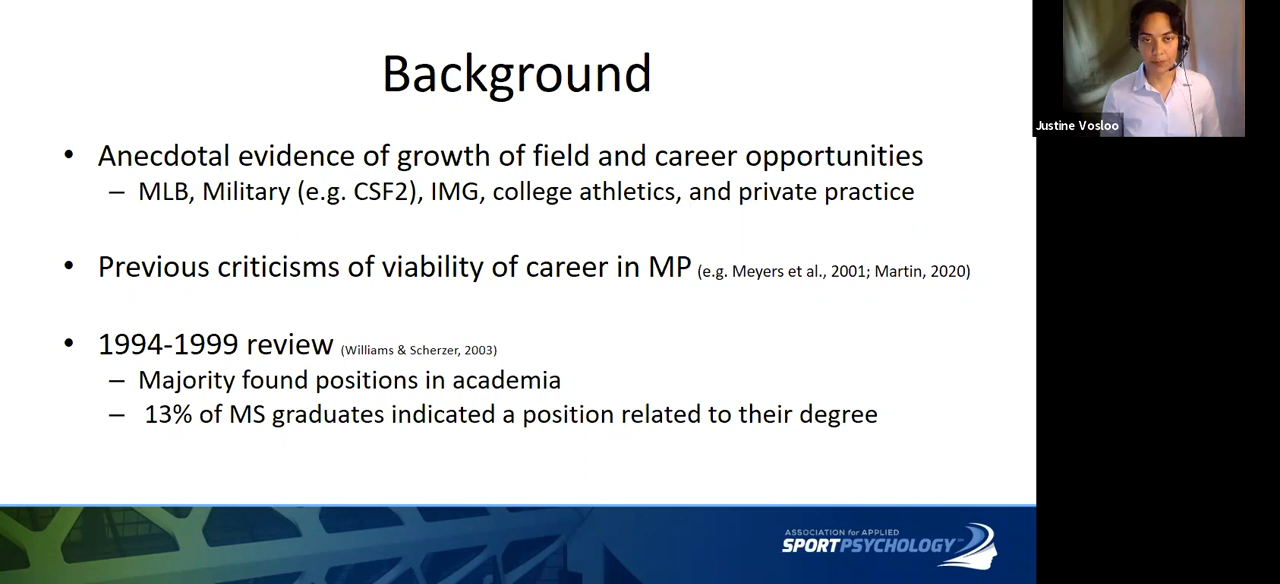 Background
• Anecdotal evidence of growth of field and career opportunities
– MLB, Military (e.g. CSF2), IMG, college athletics, and private practice
• Previous criticisms of viability of career in MP (e.g. Meyers et al., 2001; Martin, 2020)
• 1994-1999 review (Williams & Scherzer, 2003)
– Majority found positions in academia
– 13% of MS graduates indicated a position related to their degree
ASSOCIATION for APPLIED
SPORTPSYCHOLOGY
Justine Vosloo